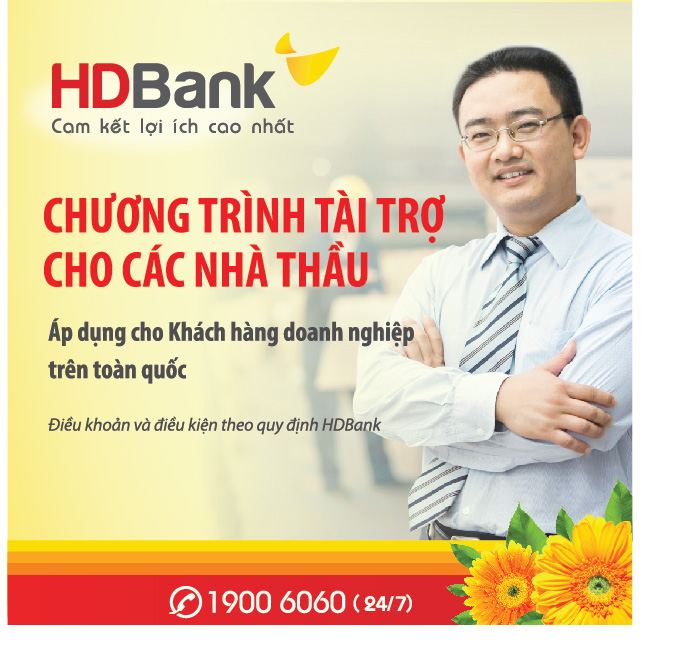 HDBank
Cam kết lợi ích cao nhất
CHƯƠNG TRÌNH TÀI TRỢ
CHO CÁC NHÀ THẦU
Áp dụng cho Khách hàng doanh nghiệp
trên toàn quốc
Điều khoản và điều kiện theo quy định HDBank
1900 6060 ( 24/7)